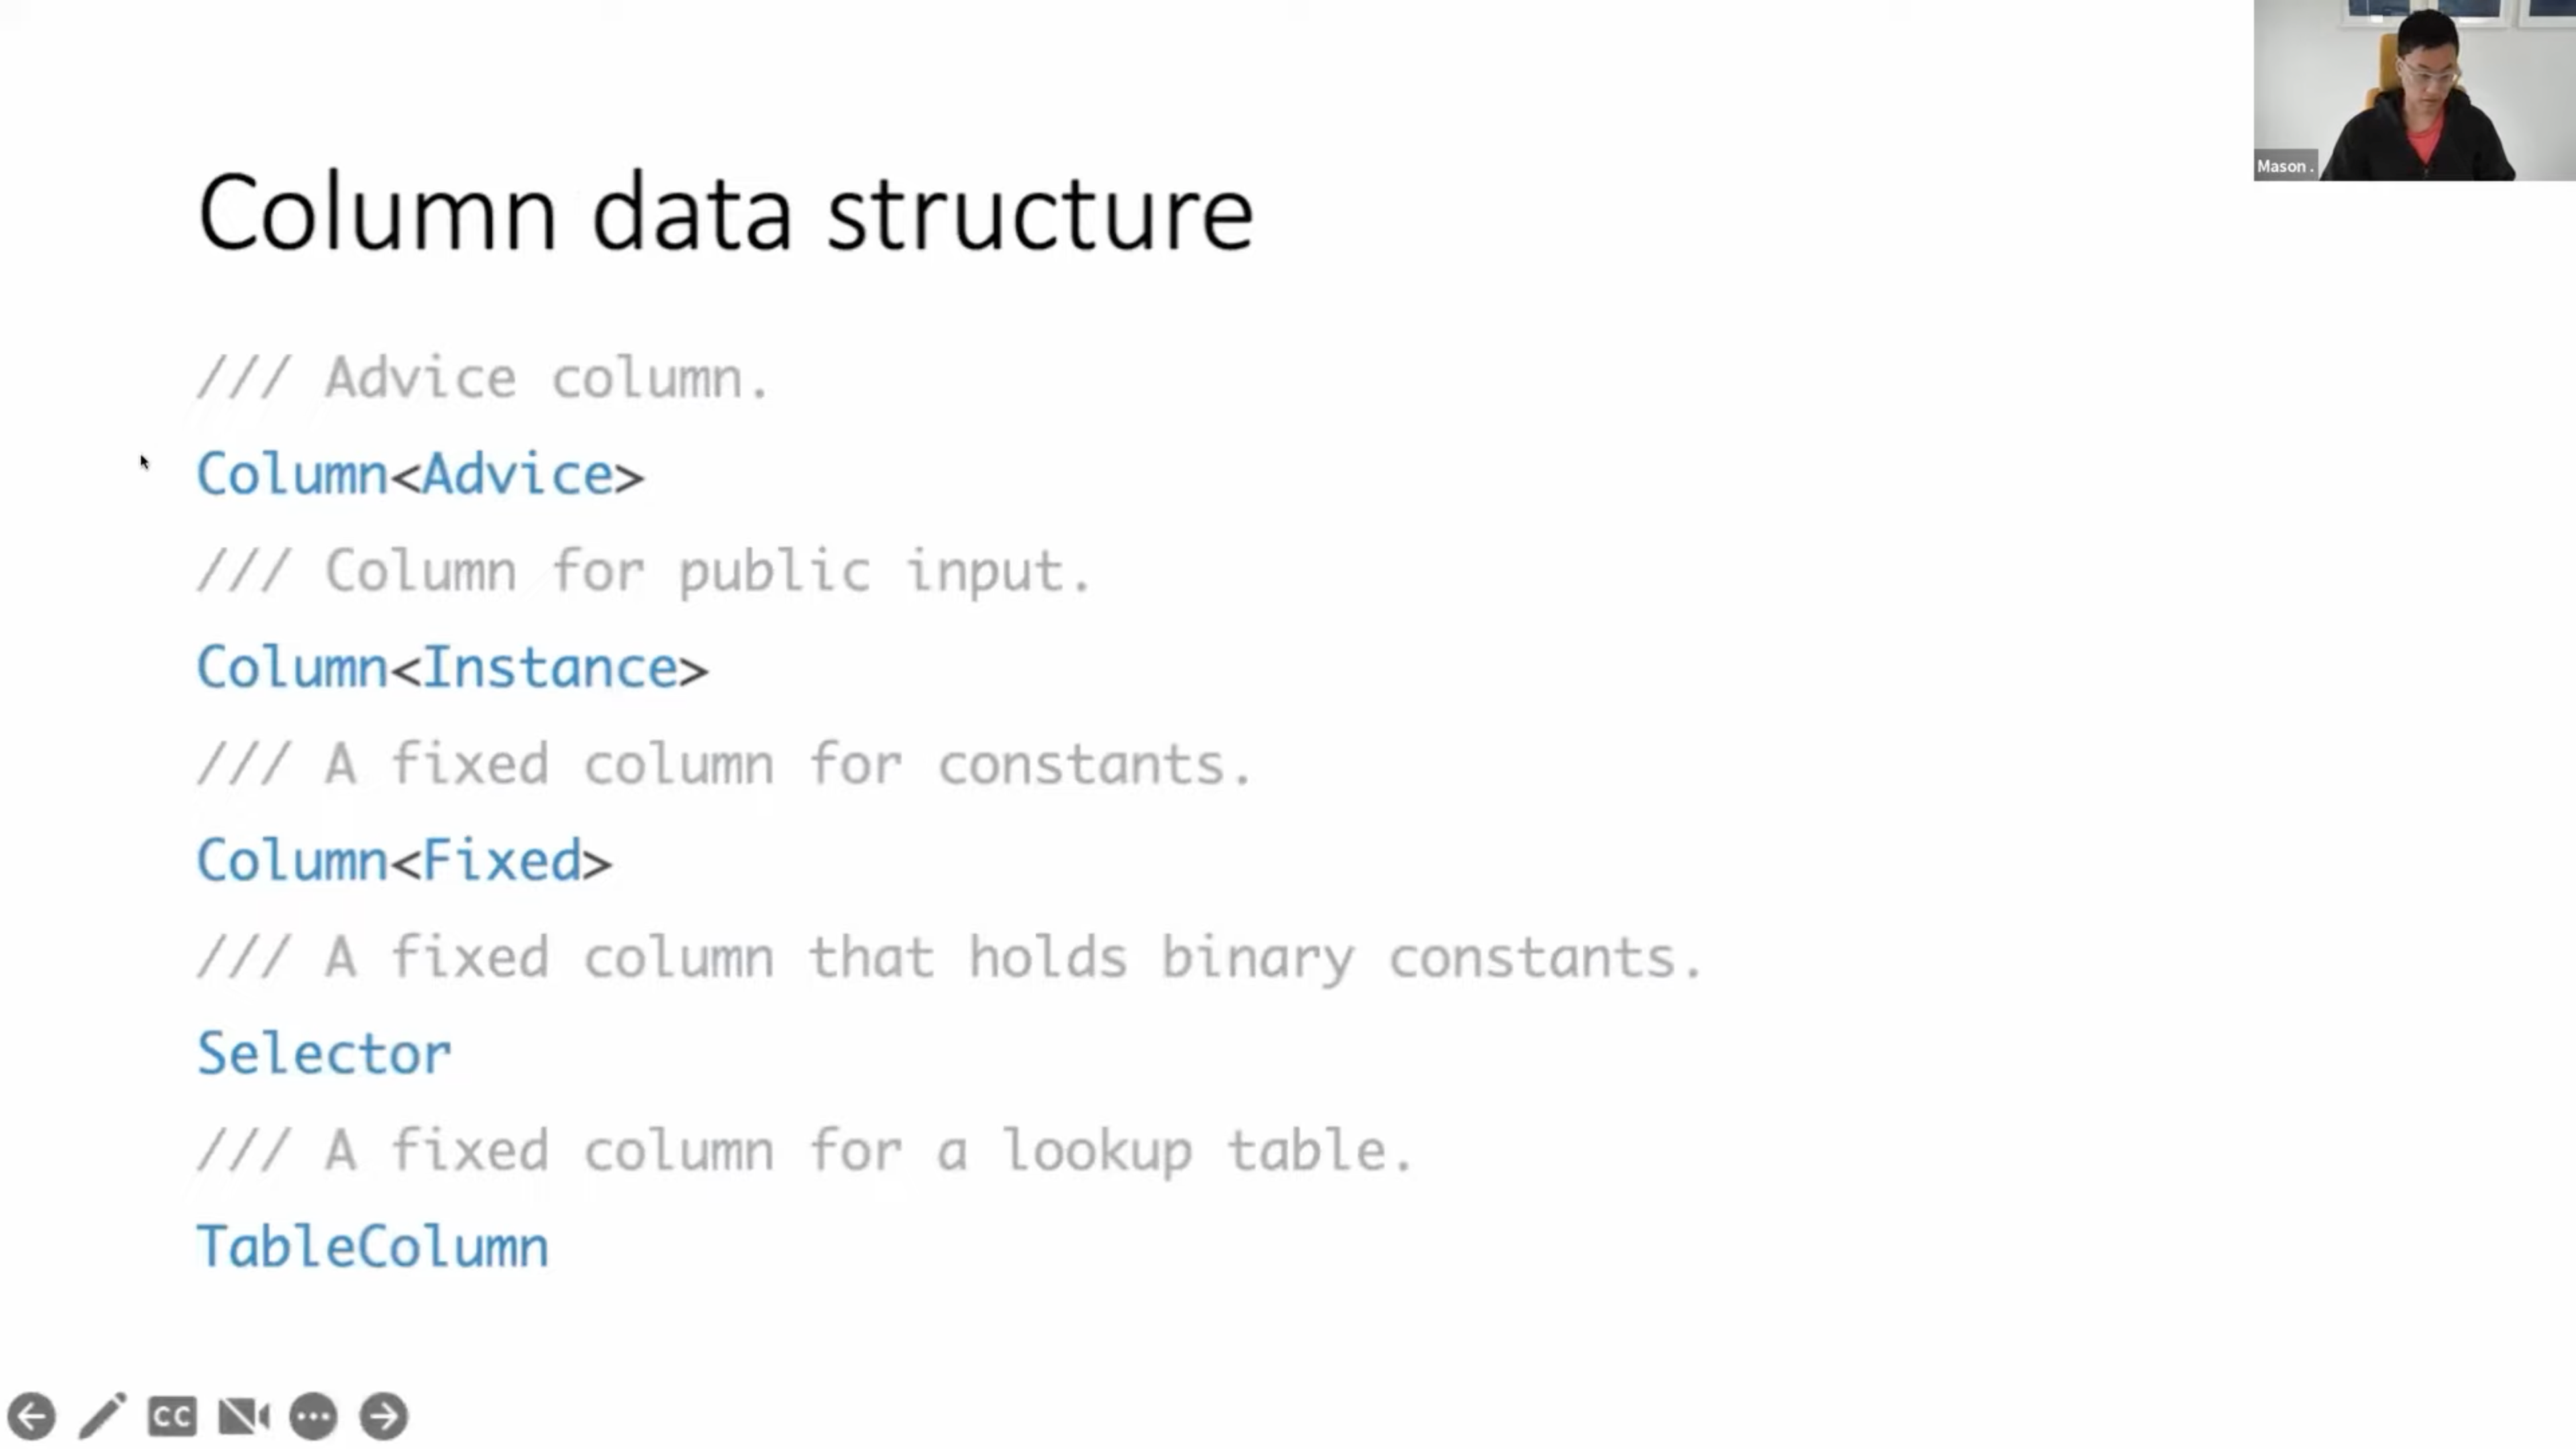 Mason .
Column data structure
/// Advice column.
Column<Advice>
/// Column for public input.
Column<Instance>
/// A fixed column for constants.
Column<Fixed>
/// A fixed column that holds binary constants.
Selector
/// A fixed column for a lookup table.
TableColumn
CC